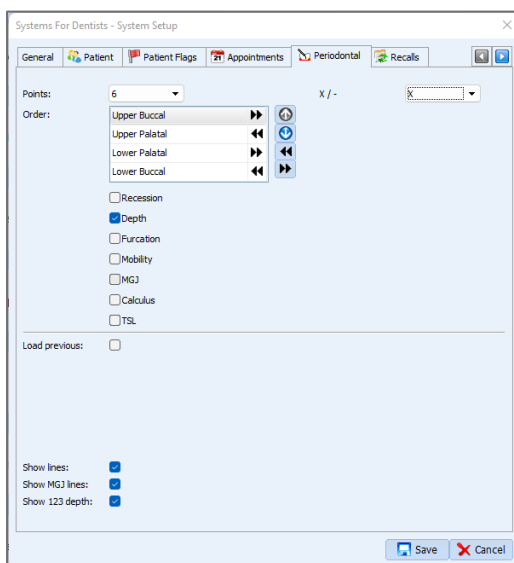 Systems For Dentists - System Setup
General Patient Patient Flags 21 Appointments Periodontal Recalls
Points: 6 X / - X
Order: Upper Buccal
Upper Palatal
Lower Palatal
Lower Buccal
Recession
Depth
Furcation
Mobility
MGJ
Calculus
TSL
Load previous:
Show lines:
Show MGJ lines:
Show 123 depth:
Save Cancel